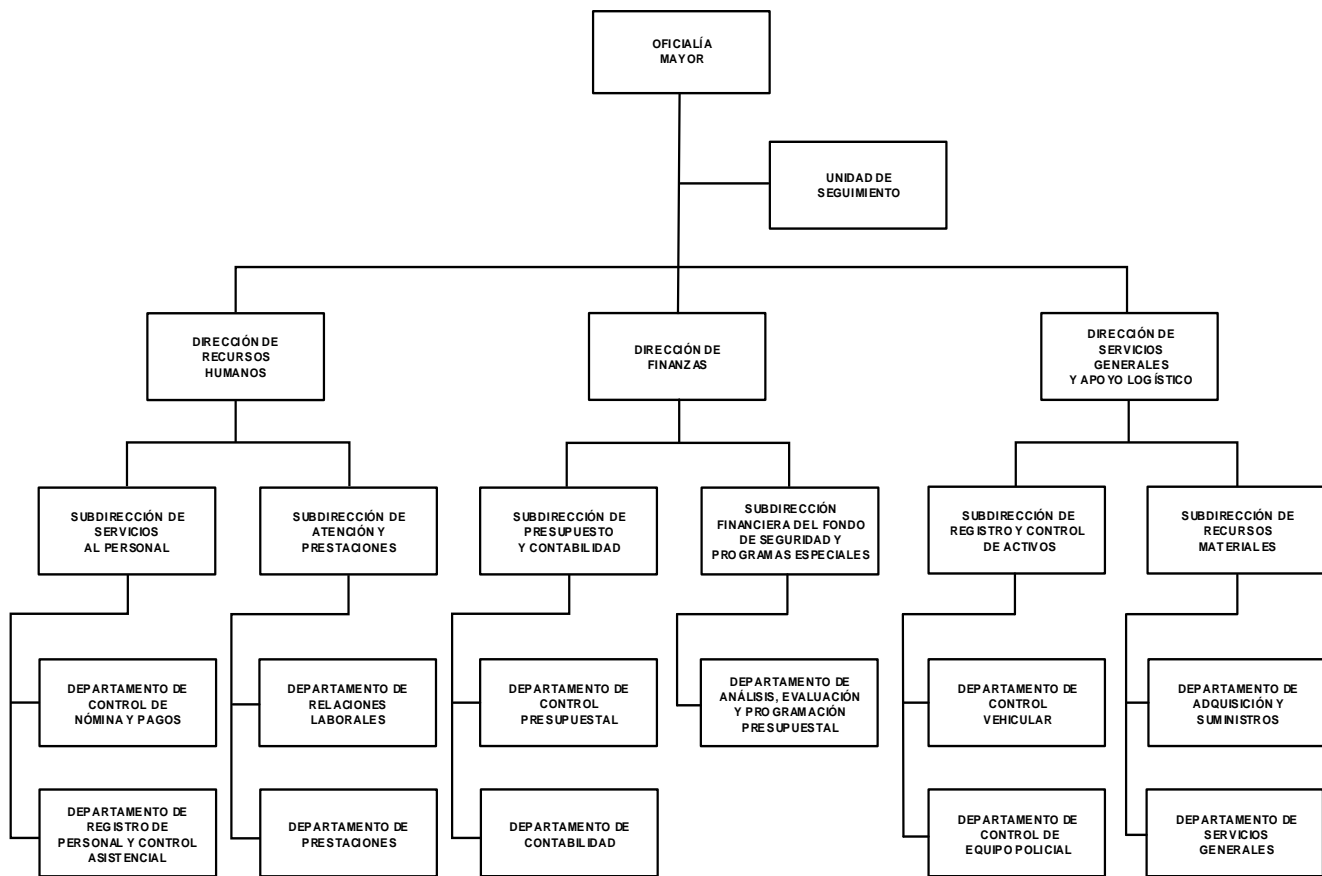 OFICIALÍA
MAYOR
UNIDAD DE
SEGUIMIENTO
DIRECCIÓN DE
RECURSOS
HUMANOS
DIRECCIÓN DE
FINANZAS
DIRECCIÓN DE
SERVICIOS
GENERALES
Y APOYO LOGÍSTICO
SUBDIRECCIÓN DE
SERVICIOS
AL PERSONAL
SUBDIRECCIÓN DE
ATENCIÓN Y
PRESTACIONES
SUBDIRECCIÓN DE
PRESUPUESTO
Y CONTABILIDAD
SUBDIRECCIÓN
FINANCIERA DEL FONDO
DE SEGURIDAD Y
PROGRAMAS ESPECIALES
SUBDIRECCIÓN DE
REGISTRO Y CONTROL
DE ACTIVOS
SUBDIRECCIÓN DE
RECURSOS
MATERIALES
DEPARTAMENTO DE
CONTROL DE
NÓMINA Y PAGOS
DEPARTAMENTO DE
RELACIONES
LABORALES
DEPARTAMENTO DE
CONTROL
PRESUPUESTAL
DEPARTAMENTO DE
ANÁLISIS, EVALUACIÓN
Y PROGRAMACIÓN
PRESUPUESTAL
DEPARTAMENTO DE
CONTROL
VEHICULAR
DEPARTAMENTO DE
ADQUISICIÓN Y
SUMINISTROS
DEPARTAMENTO DE
REGISTRO DE
PERSONAL Y CONTROL
ASISTENCIAL
DEPARTAMENTO DE
PRESTACIONES
DEPARTAMENTO DE
CONTABILIDAD
DEPARTAMENTO DE
CONTROL DE
EQUIPO POLICIAL
DEPARTAMENTO DE
SERVICIOS
GENERALES